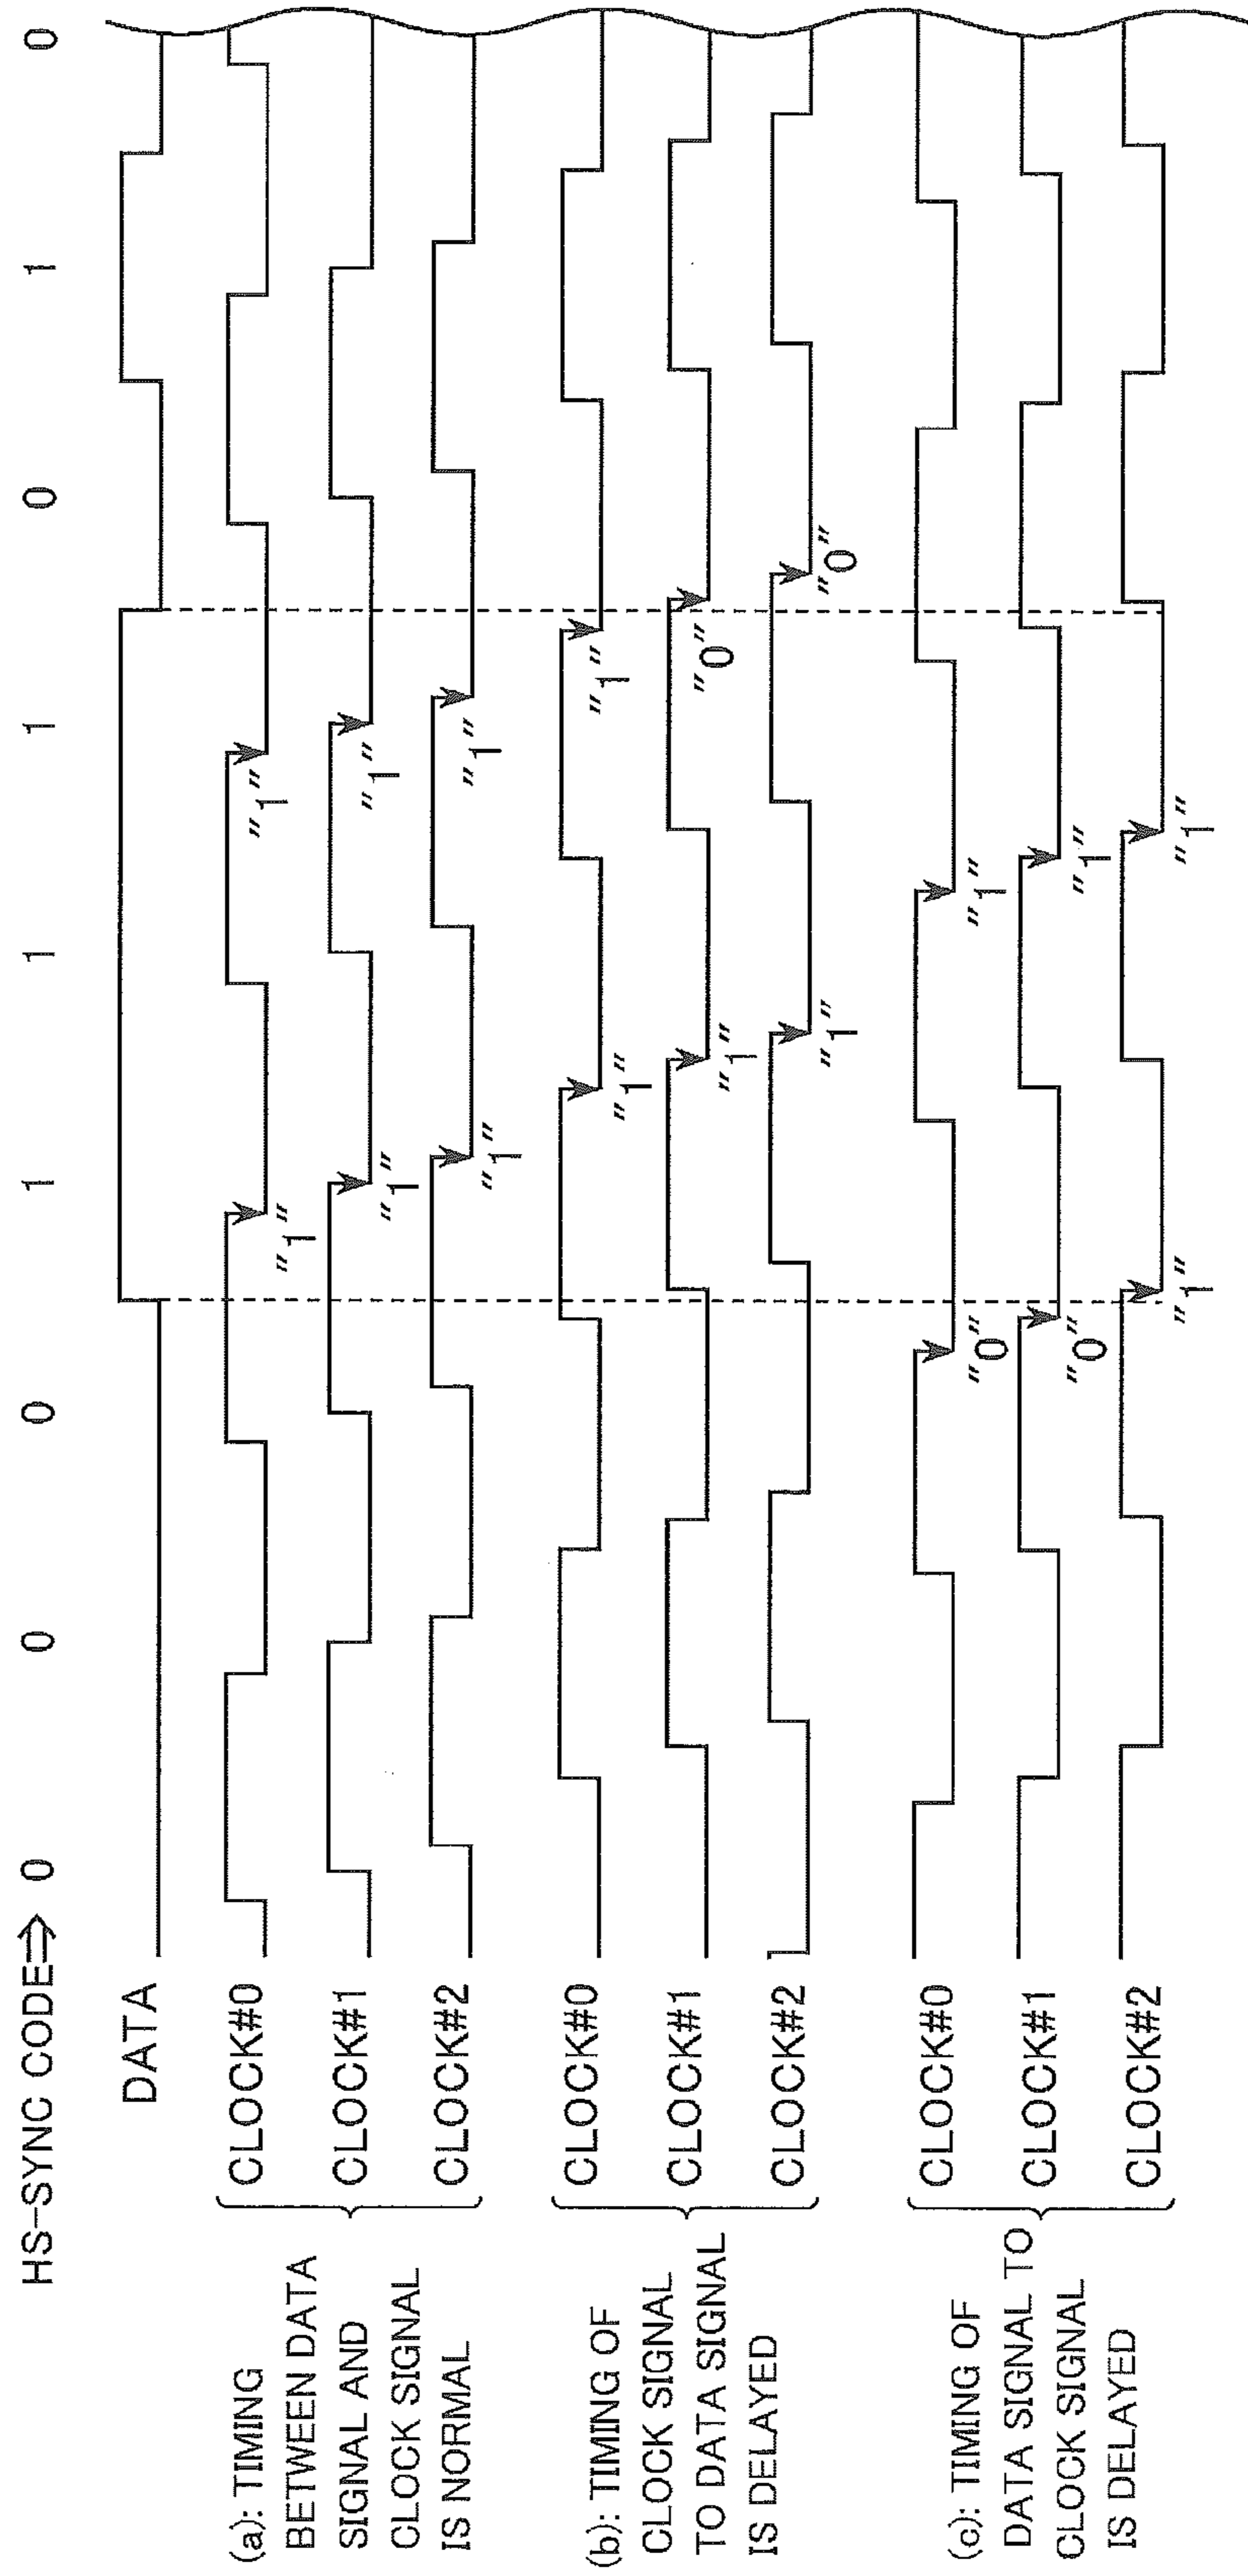 HS-SYNC CODE⇒ 0 0 0 1 1 1 0 1 0
DATA
(a): TIMING
BETWEEN DATA
SIGNAL AND
CLOCK SIGNAL
IS NORMAL
CLOCK#0
"1" "1"
CLOCK#1
"1" "1"
CLOCK#2
"1" "1"
(b): TIMING OF
CLOCK SIGNAL
TO DATA SIGNAL
IS DELAYED
CLOCK#0
"1" "1"
CLOCK#1
"1" "0"
CLOCK#2
"1" "0"
(c): TIMING OF
DATA SIGNAL TO
CLOCK SIGNAL
IS DELAYED
CLOCK#0
"0" "1"
CLOCK#1
"0" "1"
CLOCK#2
"1" "1"